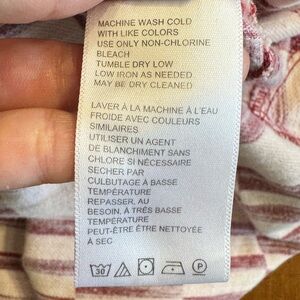 MACHINE WASH COLD
WITH LIKE COLORS
USE ONLY NON-CHLORINE
BLEACH
TUMBLE DRY LOW
LOW IRON AS NEEDED
MAY BE DRY CLEANED
LAVER À LA MACHINE À L'EAU
FROIDE AVEC COULEURS
SIMILAIRES
UTILISER UN AGENT
DE BLANCHIMENT SANS
CHLORE SI NÉCESSAIRE
SECHER PAR
CULBUTAGE À BASSE
TEMPÉRATURE
REPASSER, AU
BESOIN, À TRÉS BASSE
TEMPÉRATURE
PEUT-ÊTRE ÊTRE NETTOYÉE
À SEC
30 P